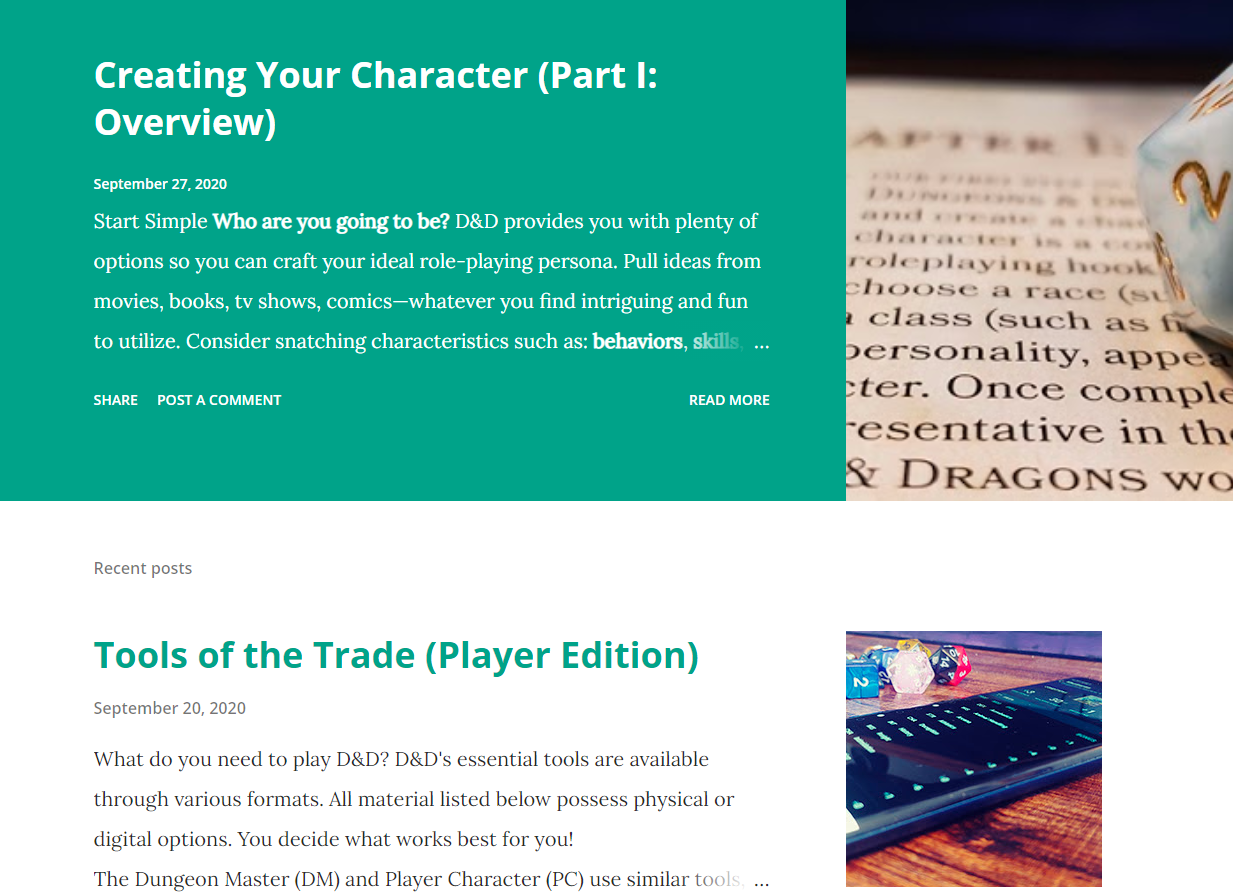 Creating Your Character (Part I:
Overview)
September 27, 2020
Start Simple Who are you going to be? D&D provides you with plenty of
options so you can craft your ideal role-playing persona. Pull ideas from
movies, books, tv shows, comics—whatever you find intriguing and fun
to utilize. Consider snatching characteristics such as: behaviors, skills, ...
SHARE POST A COMMENT READ MORE
CHAPTER 1:
DUNGEONS &
and create a
character is a
roleplaying hook
choose a race (su
a class (such as fi
personality, appea
cter. Once comple
resentative in the
& DRAGONS wo
2
Recent posts
Tools of the Trade (Player Edition)
September 20, 2020
What do you need to play D&D? D&D's essential tools are available
through various formats. All material listed below possess physical or
digital options. You decide what works best for you!
The Dungeon Master (DM) and Player Character (PC) use similar tools, ...
2
14